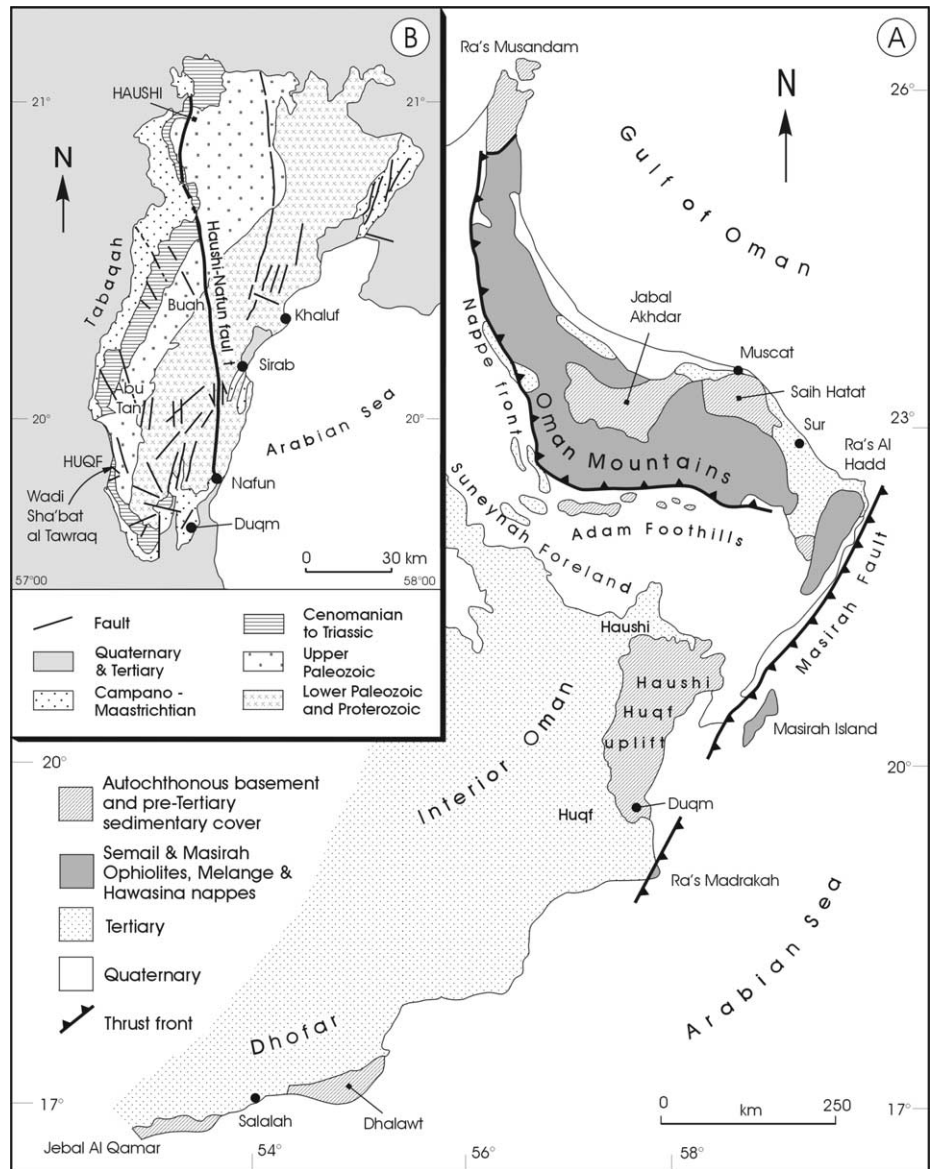 B
HAUSHI
21°
21°
N
Tabaqah
Haushi-Nafun faul t
Buah
Khaluf
Sirab
Abu
Tan
20°
20°
Arabian Sea
HUQF
Wadi
Sha'bat
al Tawraq
Nafun
Duqm
0 30 km
57°00
58°00
Fault
Quaternary
& Tertiary
Campano -
Maastrichtian
Cenomanian
to Triassic
Upper
Paleozoic
Lower Paleozoic
and Proterozoic
A
Ra's Musandam
26°
N
Gulf of Oman
Jabal
Akhdar
Nappe front
Muscat
Saih Hatat
Sur
23°
Ra's Al
Hadd
Oman Mountains
Suneynah Foreland
Adam Foothills
Masirah Fault
Haushi
Haushi
Huqf
uplift
Masirah Island
Interior Oman
20°
20°
Huqf
Duqm
Ra's Madrakah
Arabian Sea
Autochthonous basement
and pre-Tertiary
sedimentary cover
Semail & Masirah
Ophiolites, Melange &
Hawasina nappes
Tertiary
Quaternary
Thrust front
Dhofar
17°
17°
Salalah
Dhalawt
0 250
km
Jebal Al Qamar
54°
56°
58°